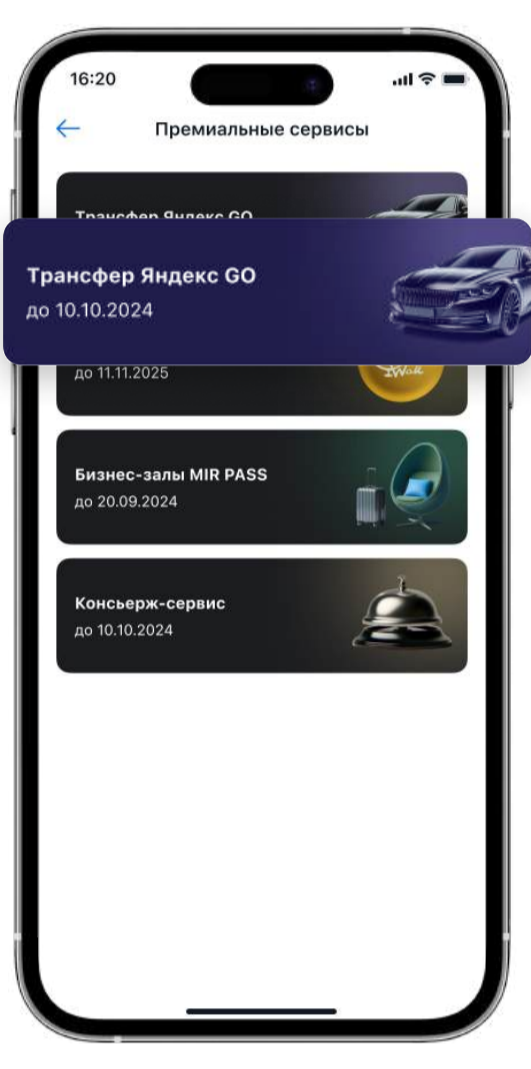 16:20
Премиальные сервисы
Трансфер Яндекс GO
Трансфер Яндекс GO
до 10.10.2024
до 11.11.2025
Wok
Бизнес-залы MIR PASS
до 20.09.2024
Консьерж-сервис
до 10.10.2024